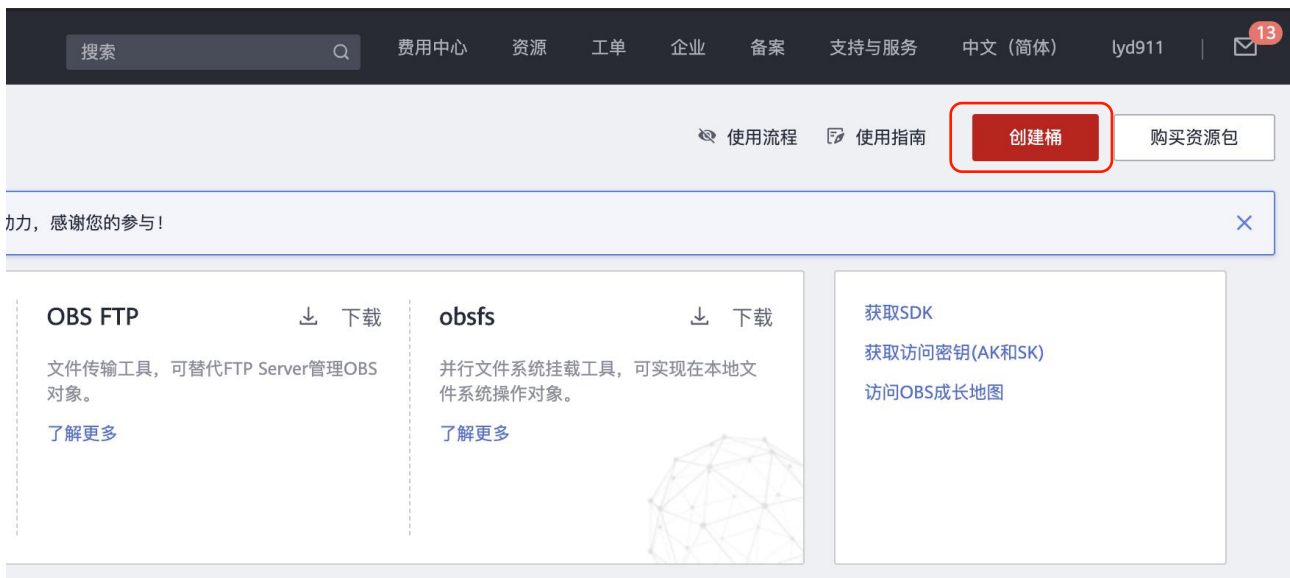 搜索
费用中心 资源 工单 企业 备案 支持与服务 中文（简体） lyd911 | 13
使用流程 使用指南 创建桶 购买资源包
动力，感谢您的参与！
OBS FTP 下载
文件传输工具，可替代FTP Server管理OBS
对象。
了解更多
obsfs 下载
并行文件系统挂载工具，可实现在本地文
件系统操作对象。
了解更多
获取SDK
获取访问密钥(AK和SK)
访问OBS成长地图